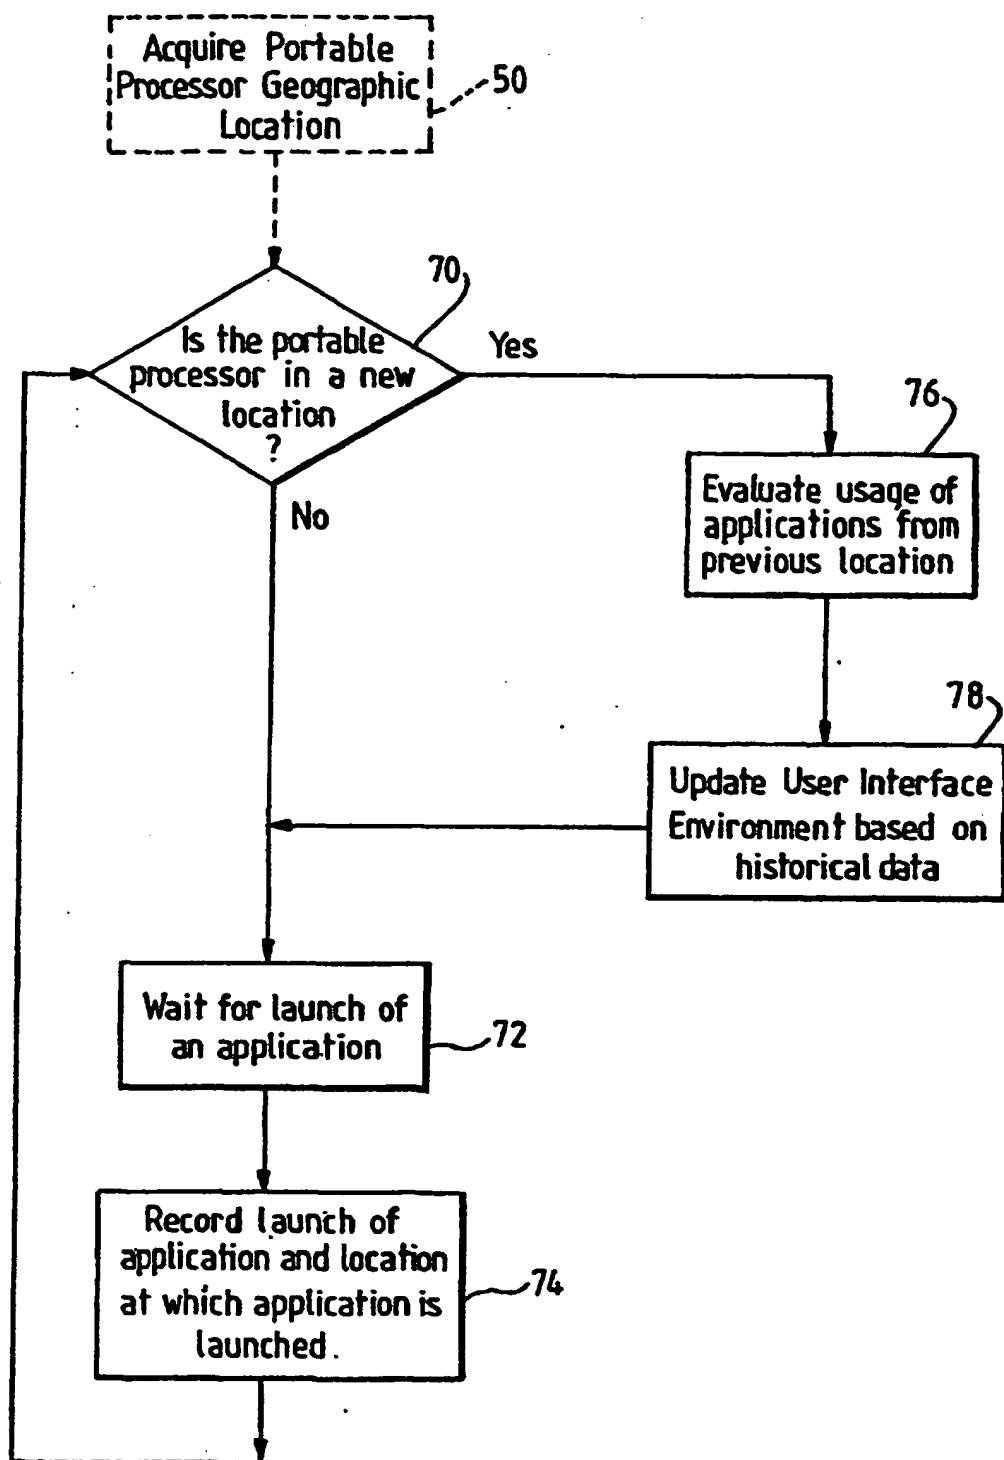 Acquire Portable
Processor Geographic
Location
50
70
Is the portable
processor in a new
location
?
Yes
No
76
Evaluate usage of
applications from
previous location
78
Update User Interface
Environment based on
historical data
Wait for launch of
an application
72
Record launch of
application and location
at which application is
launched.
74